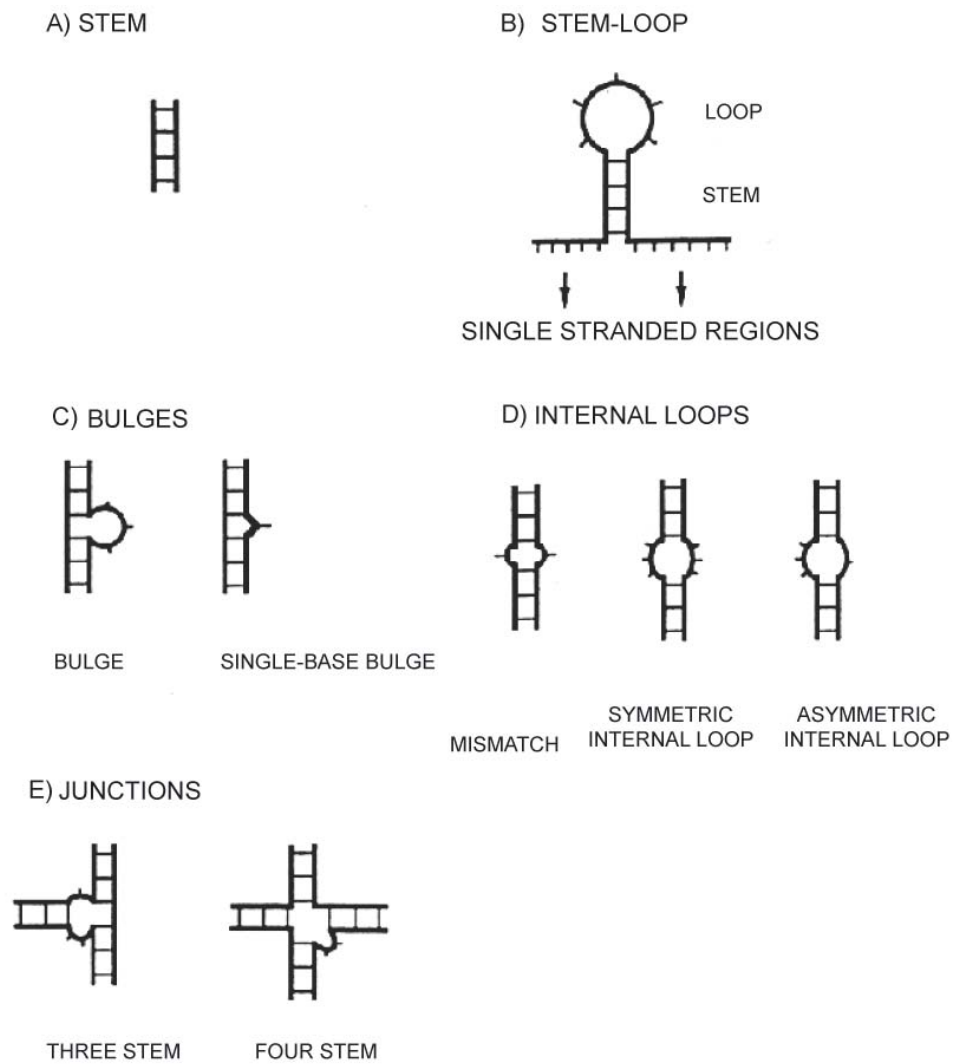 A) STEM
B) STEM-LOOP
LOOP
STEM
SINGLE STRANDED REGIONS
C) BULGES
D) INTERNAL LOOPS
BULGE
SINGLE-BASE BULGE
MISMATCH
SYMMETRIC
INTERNAL LOOP
ASYMMETRIC
INTERNAL LOOP
E) JUNCTIONS
THREE STEM
FOUR STEM